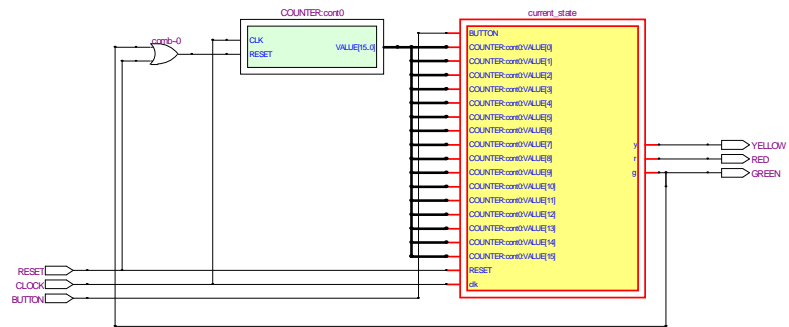 COUNTER:cont0
current_state
comb~0
CLK
RESET
VALUE[15..0]
BUTTON
COUNTER:cont0:VALUE[0]
COUNTER:cont0:VALUE[1]
COUNTER:cont0:VALUE[2]
COUNTER:cont0:VALUE[3]
COUNTER:cont0:VALUE[4]
COUNTER:cont0:VALUE[5]
COUNTER:cont0:VALUE[6]
COUNTER:cont0:VALUE[7]
COUNTER:cont0:VALUE[8]
COUNTER:cont0:VALUE[9]
COUNTER:cont0:VALUE[10]
COUNTER:cont0:VALUE[11]
COUNTER:cont0:VALUE[12]
COUNTER:cont0:VALUE[13]
COUNTER:cont0:VALUE[14]
COUNTER:cont0:VALUE[15]
RESET
clk
y
r
g
YELLOW
RED
GREEN
RESET
CLOCK
BUTTON